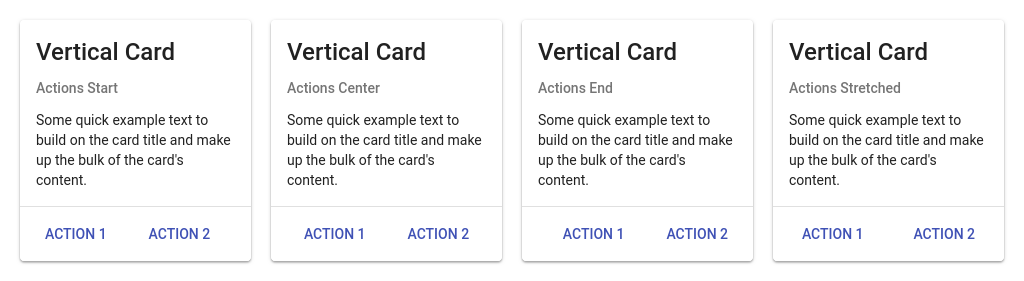 Vertical Card
Actions Start
Some quick example text to
build on the card title and make
up the bulk of the card's
content.
ACTION 1
ACTION 2
Vertical Card
Actions Center
Some quick example text to
build on the card title and make
up the bulk of the card's
content.
ACTION 1
ACTION 2
Vertical Card
Actions End
Some quick example text to
build on the card title and make
up the bulk of the card's
content.
ACTION 1
ACTION 2
Vertical Card
Actions Stretched
Some quick example text to
build on the card title and make
up the bulk of the card's
content.
ACTION 1
ACTION 2